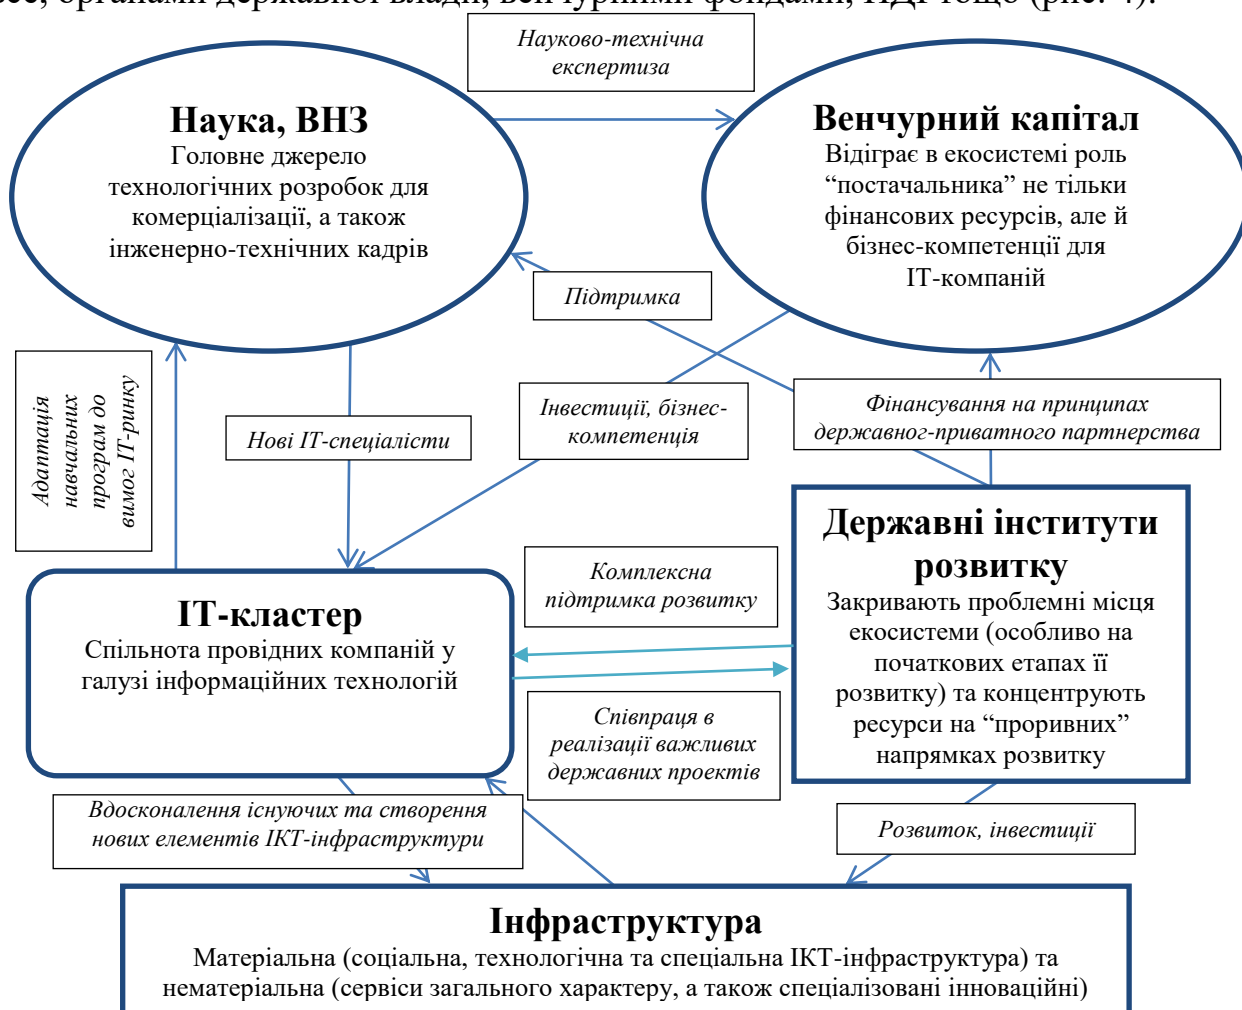 Науково-технічна
експертиза
Наука, ВНЗ
Головне джерело
технологічних розробок для
комерціалізації, а також
інженерно-технічних кадрів
Венчурний капітал
Відіграє в екосистемі роль
“постачальника” не тільки
фінансових ресурсів, але й
бізнес-компетенції для
ІТ-компаній
Підтримка
Адаптація
навчальних
програм до
вимог ІТ-ринку
Нові ІТ-спеціалісти
Інвестиції, бізнес-
компетенція
Фінансування на принципах
державног-приватного партнерства
Державні інститути
розвитку
Закривають проблемні місця
екосистеми (особливо на
початкових етапах її
розвитку) та концентрують
ресурси на “проривних”
напрямках розвитку
Комплексна
підтримка розвитку
ІТ-кластер
Спільнота провідних компаній у
галузі інформаційних технологій
Співпраця в
реалізації важливих
державних проектів
Вдосконалення існуючих та створення
нових елементів ІКТ-інфраструктури
Розвиток, інвестиції
Інфраструктура
Матеріальна (соціальна, технологічна та спеціальна ІКТ-інфраструктура) та
нематеріальна (сервіси загального характеру, а також спеціалізовані інноваційні)